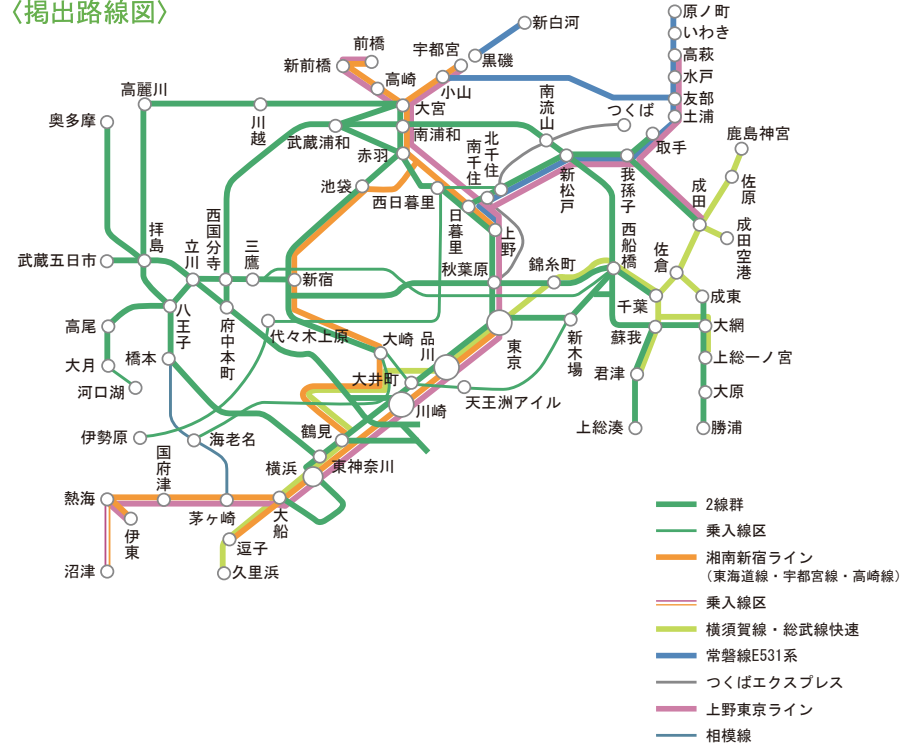 〈掲出路線図〉
原ノ町
いわき
高萩
水戸
友部
土浦
取手
新白河
黒磯
宇都宮
小山
前橋
新前橋
高崎
大宮
高麗川
川越
奥多摩
武蔵浦和
南浦和
赤羽
池袋
西日暮里
南千住
北千住
南流山
つくば
新松戸
我孫子
鹿島神宮
佐原
成田
成田空港
日暮里
上野
西船橋
佐倉
拝島
立川
西国分寺
三鷹
武蔵五日市
新宿
秋葉原
錦糸町
千葉
成東
八王子
府中本町
代々木上原
大崎
品川
東京
新木場
蘇我
大網
高尾
橋本
大月
河口湖
大井町
天王洲アイル
君津
上総一ノ宮
大原
川崎
伊勢原
海老名
鶴見
上総湊
勝浦
国府津
横浜
東神奈川
熱海
茅ヶ崎
大船
伊東
逗子
沼津
久里浜
2線群
乗入線区
湘南新宿ライン
（東海道線・宇都宮線・高崎線）
乗入線区
横須賀線・総武線快速
常磐線E531系
つくばエクスプレス
上野東京ライン
相模線